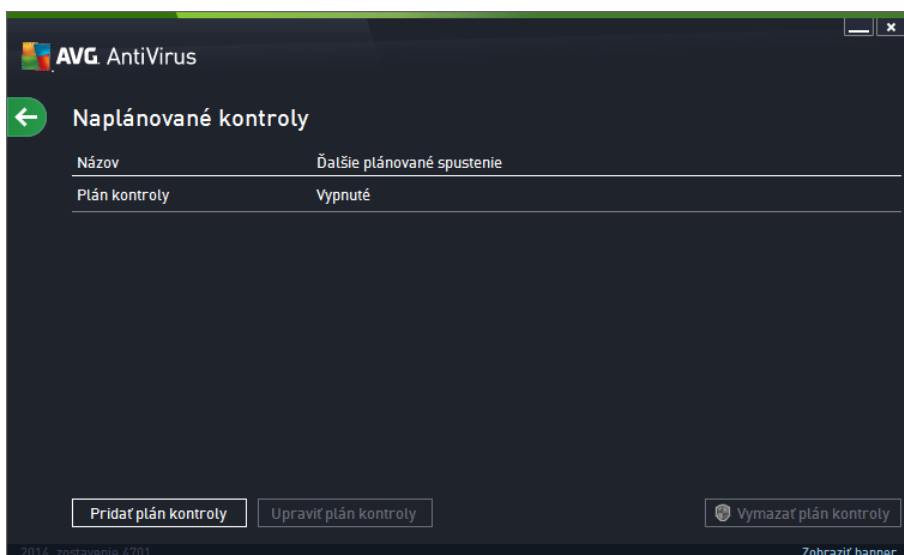 AVG. AntiVirus
Naplánované kontroly
Názov Ďalšie plánované spustenie
Plán kontroly Vypnuté
Pridať plán kontroly Upraviť plán kontroly Vymazať plán kontroly
2014 zostavenie 4701 Zobraziť banner